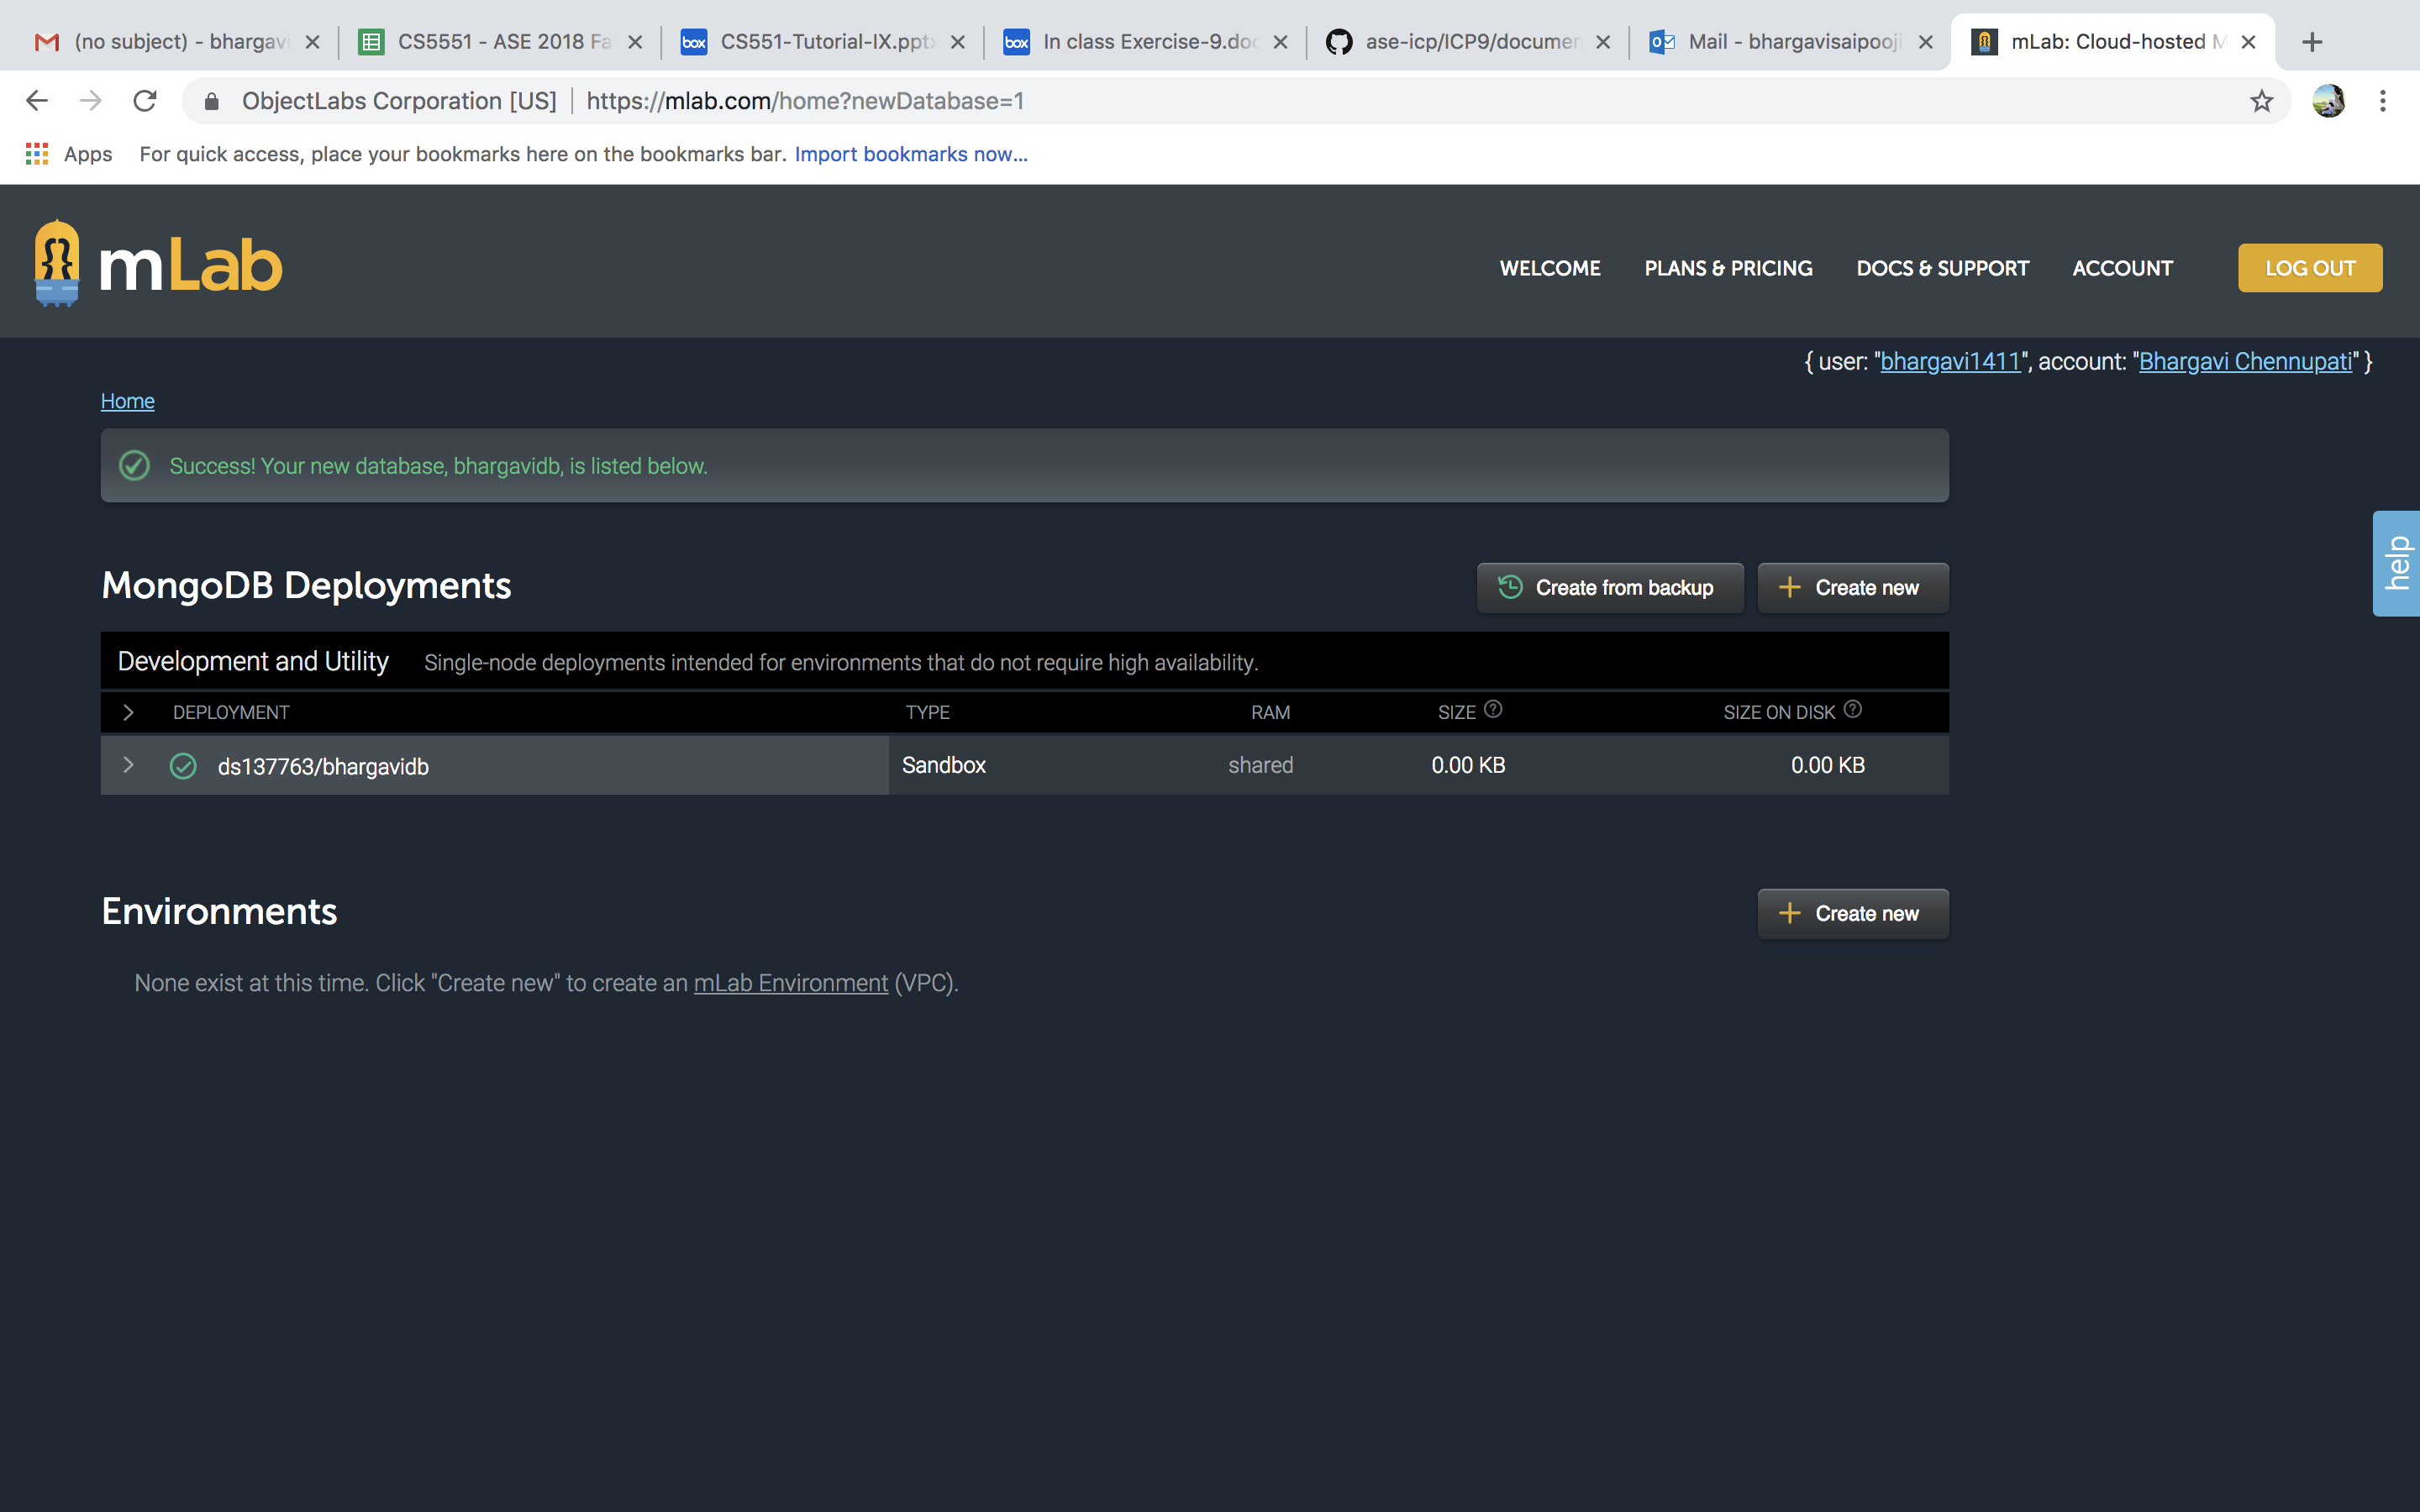 (no subject) - bhargavi
CS5551 - ASE 2018 Fa
box CS551-Tutorial-IX.pptx
box In class Exercise-9.doc
ase-icp/ICP9/documen
Mail - bhargavisaipooji
mLab: Cloud-hosted M
ObjectLabs Corporation [US] | https://mlab.com/home?newDatabase=1
Apps For quick access, place your bookmarks here on the bookmarks bar. Import bookmarks now...
mLab
WELCOME PLANS & PRICING DOCS & SUPPORT ACCOUNT LOG OUT
{ user: "bhargavi1411", account: "Bhargavi Chennupati" }
Home
Success! Your new database, bhargavidb, is listed below.
help
MongoDB Deployments
Create from backup
Create new
Development and Utility Single-node deployments intended for environments that do not require high availability.
DEPLOYMENT TYPE RAM SIZE SIZE ON DISK
ds137763/bhargavidb Sandbox shared 0.00 KB 0.00 KB
Environments
Create new
None exist at this time. Click "Create new" to create an mLab Environment (VPC).